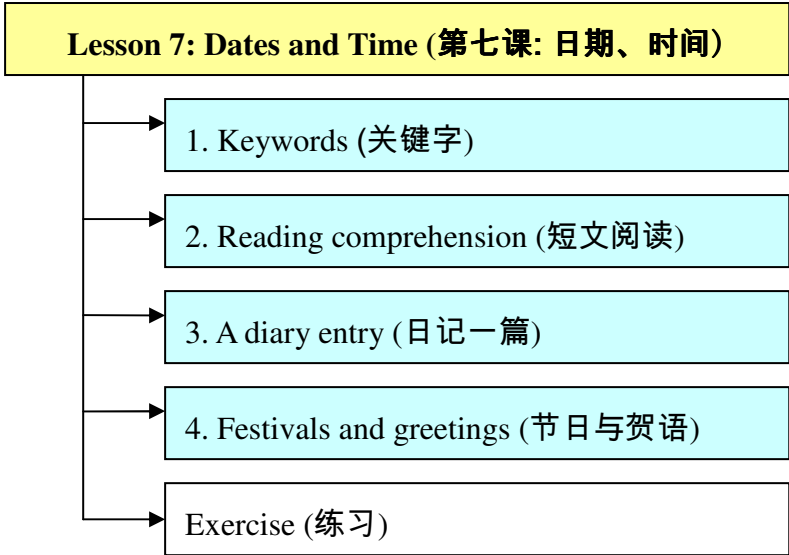 Lesson 7: Dates and Time (第七课: 日期、时间)
1. Keywords (关键字)
2. Reading comprehension (短文阅读)
3. A diary entry (日记一篇)
4. Festivals and greetings (节日与贺语)
Exercise (练习)